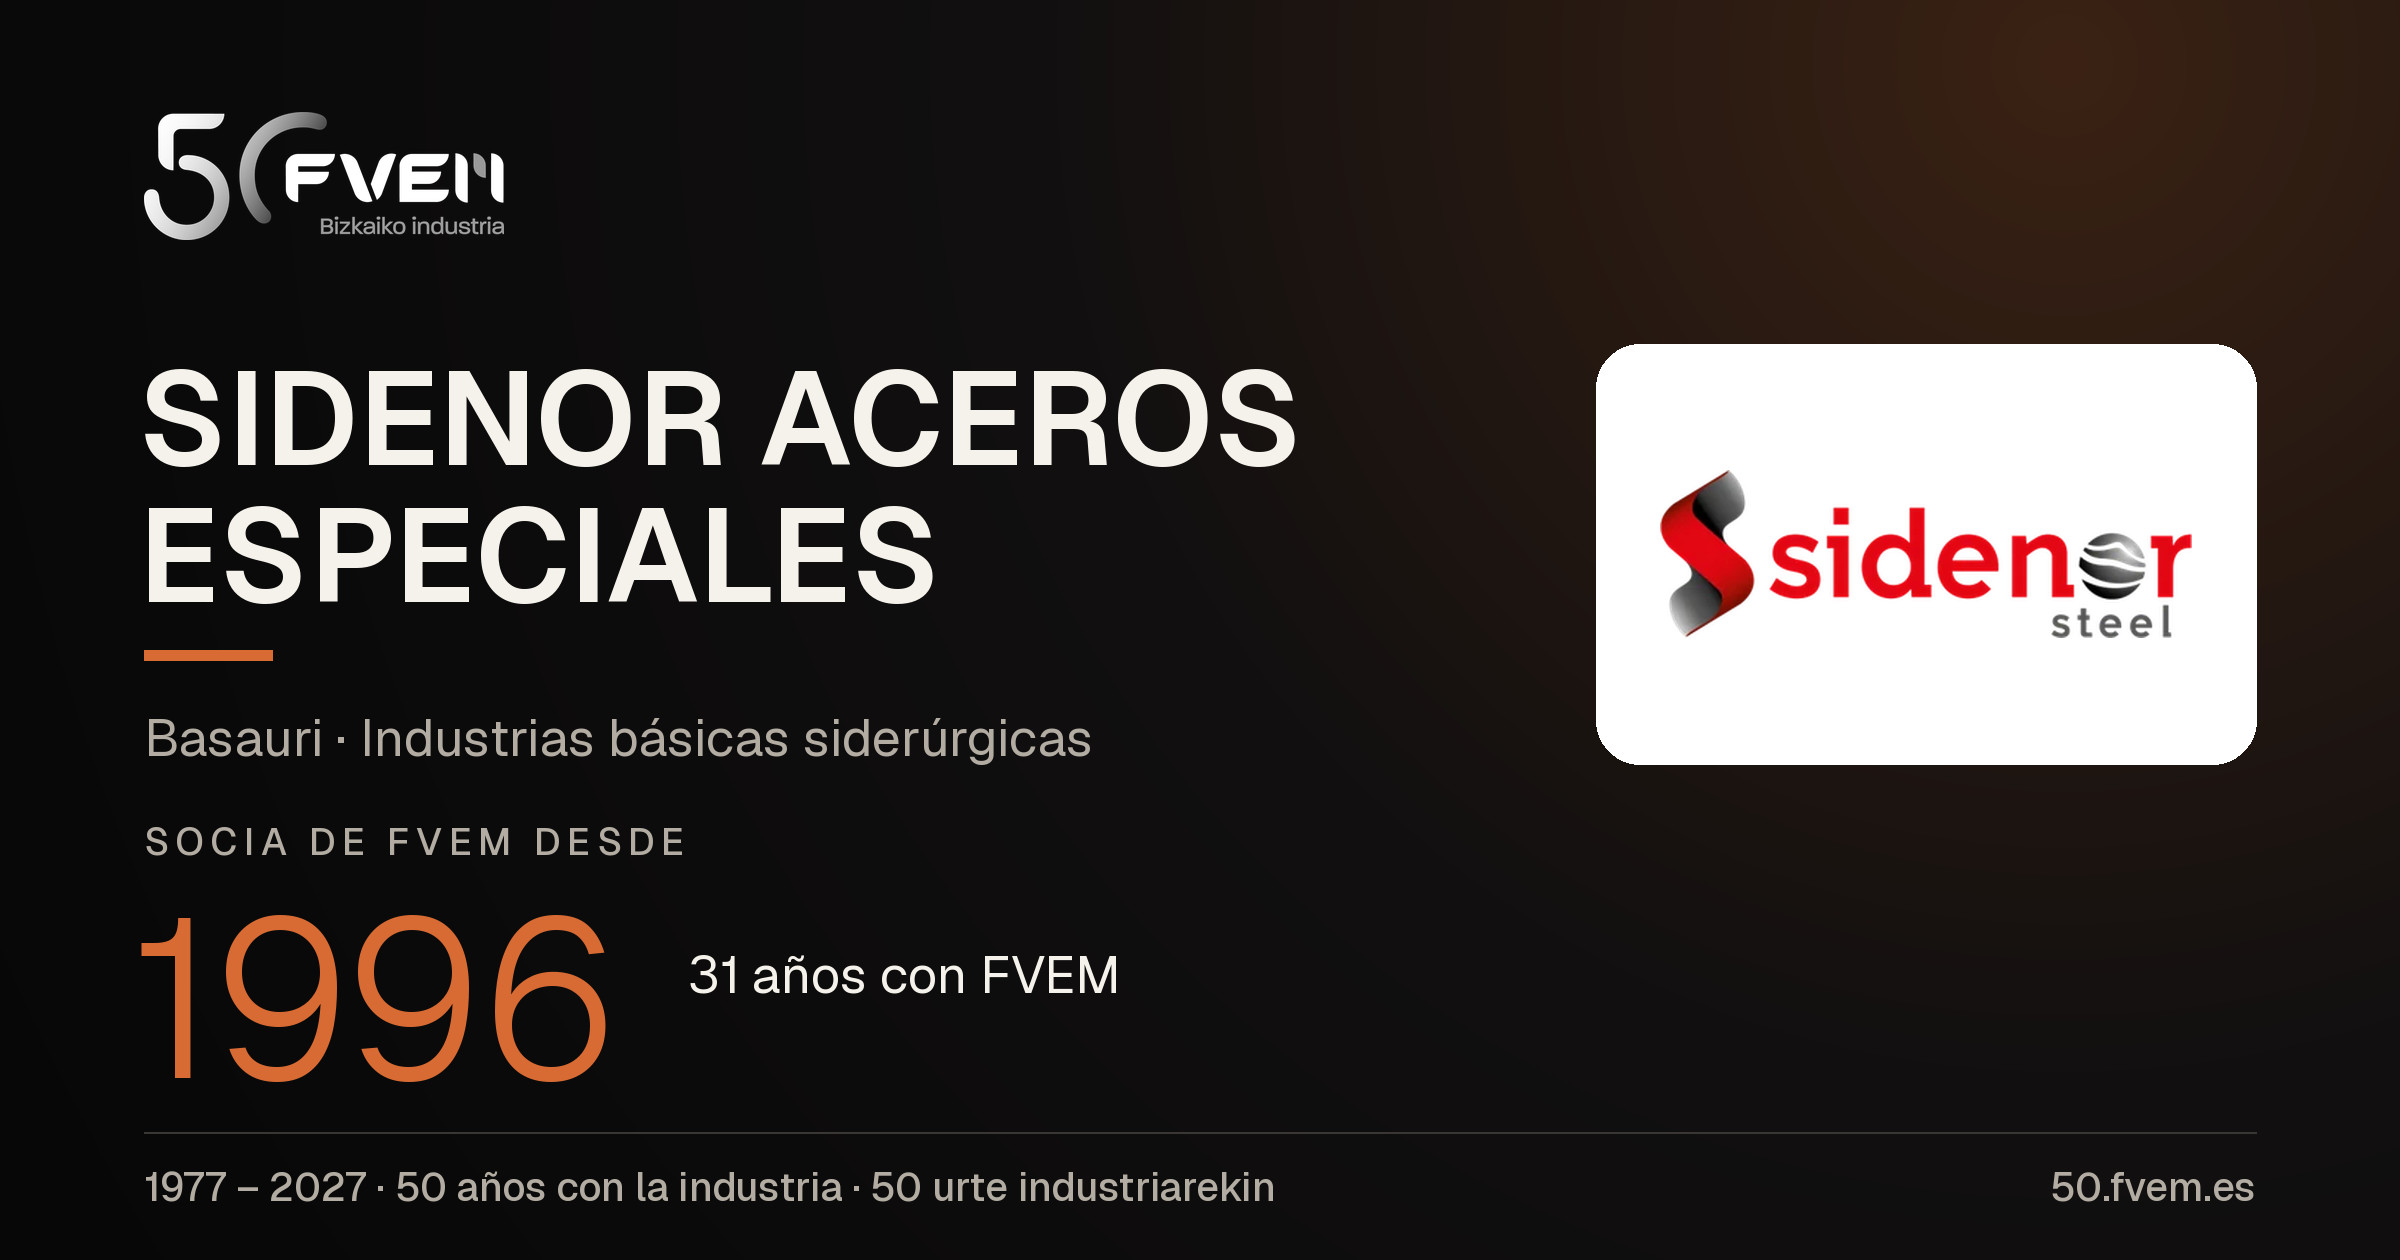 50 FVEM
Bizkaiko industria
SIDENOR ACEROS
ESPECIALES
sidenor
steel
Basauri · Industrias básicas siderúrgicas
SOCIA DE FVEM DESDE
1996
31 años con FVEM
1977 – 2027 · 50 años con la industria · 50 urte industriarekin
50.fvem.es